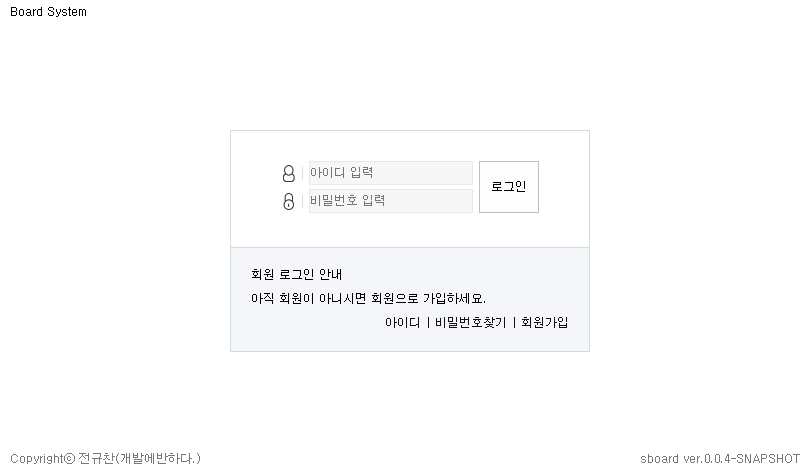 Board System
아이디 입력
로그인
비밀번호 입력
회원 로그인 안내
아직 회원이 아니시면 회원으로 가입하세요.
아이디 | 비밀번호찾기 | 회원가입
Copyrightⓒ 전규찬(개발에반하다.)
sboard ver.0.0.4-SNAPSHOT